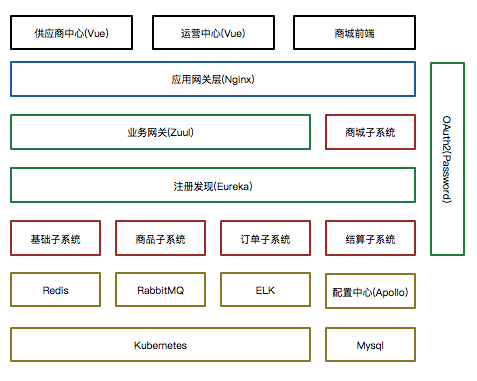 供应商中心(Vue)
运营中心(Vue)
商城前端
应用网关层(Nginx)
OAuth2(Password)
业务网关(Zuul)
商城子系统
注册发现(Eureka)
基础子系统
商品子系统
订单子系统
结算子系统
Redis
RabbitMQ
ELK
配置中心(Apollo)
Kubernetes
Mysql